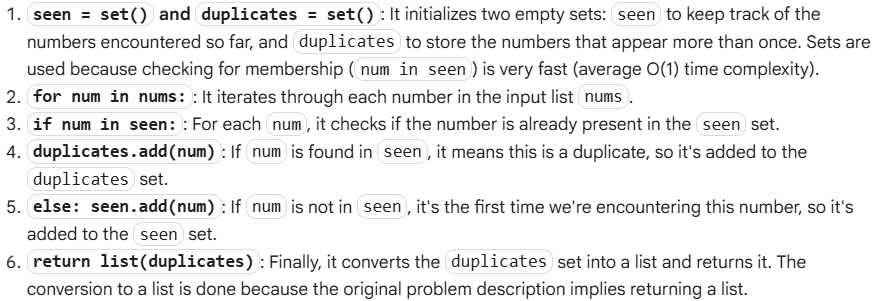 1. seen = set() and duplicates = set(): It initializes two empty sets: seen to keep track of the
numbers encountered so far, and duplicates to store the numbers that appear more than once. Sets are
used because checking for membership (num in seen) is very fast (average O(1) time complexity).
2. for num in nums:: It iterates through each number in the input list nums.
3. if num in seen:: For each num, it checks if the number is already present in the seen set.
4. duplicates.add(num): If num is found in seen, it means this is a duplicate, so it's added to the
duplicates set.
5. else: seen.add(num): If num is not in seen, it's the first time we're encountering this number, so it's
added to the seen set.
6. return list(duplicates): Finally, it converts the duplicates set into a list and returns it. The
conversion to a list is done because the original problem description implies returning a list.